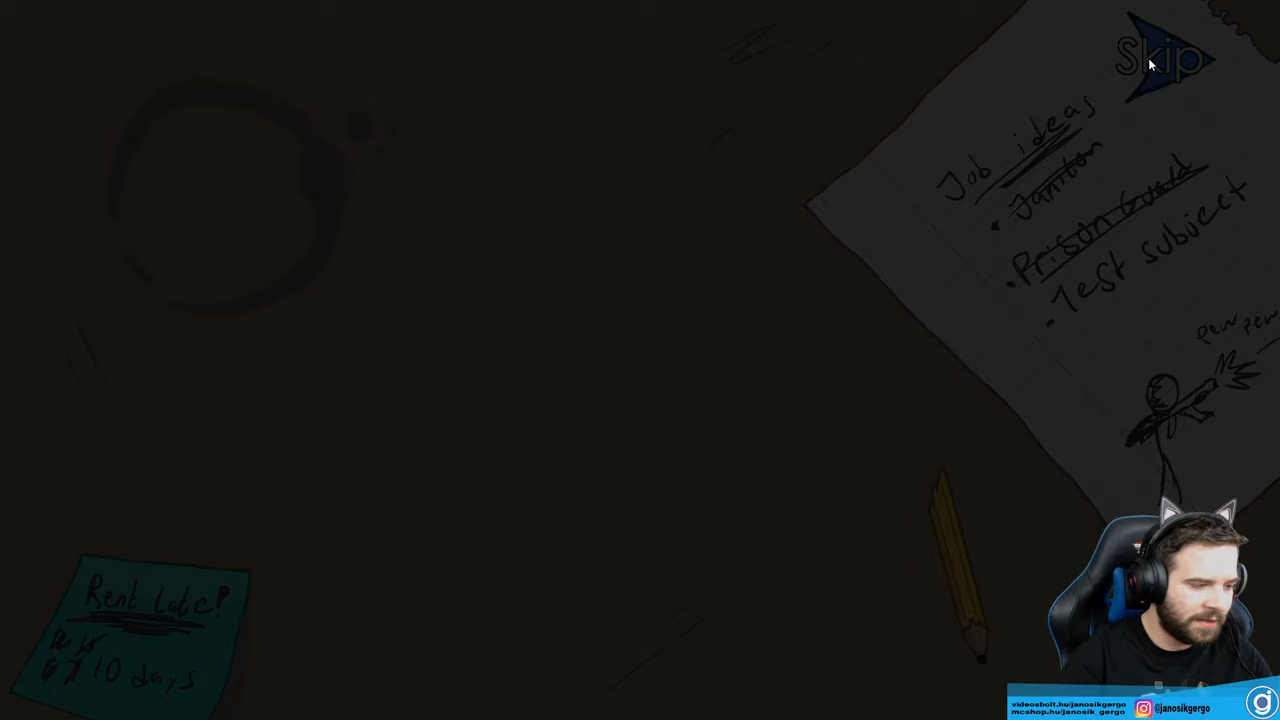 Skip
Job ideas
• Janitor
• Prison Guard
• Test subject
pew pew
Rent Late!
10 days
videosbolt.hu/janosikgergo
mcshop.hu/janosik_gergo
@janosikgergo